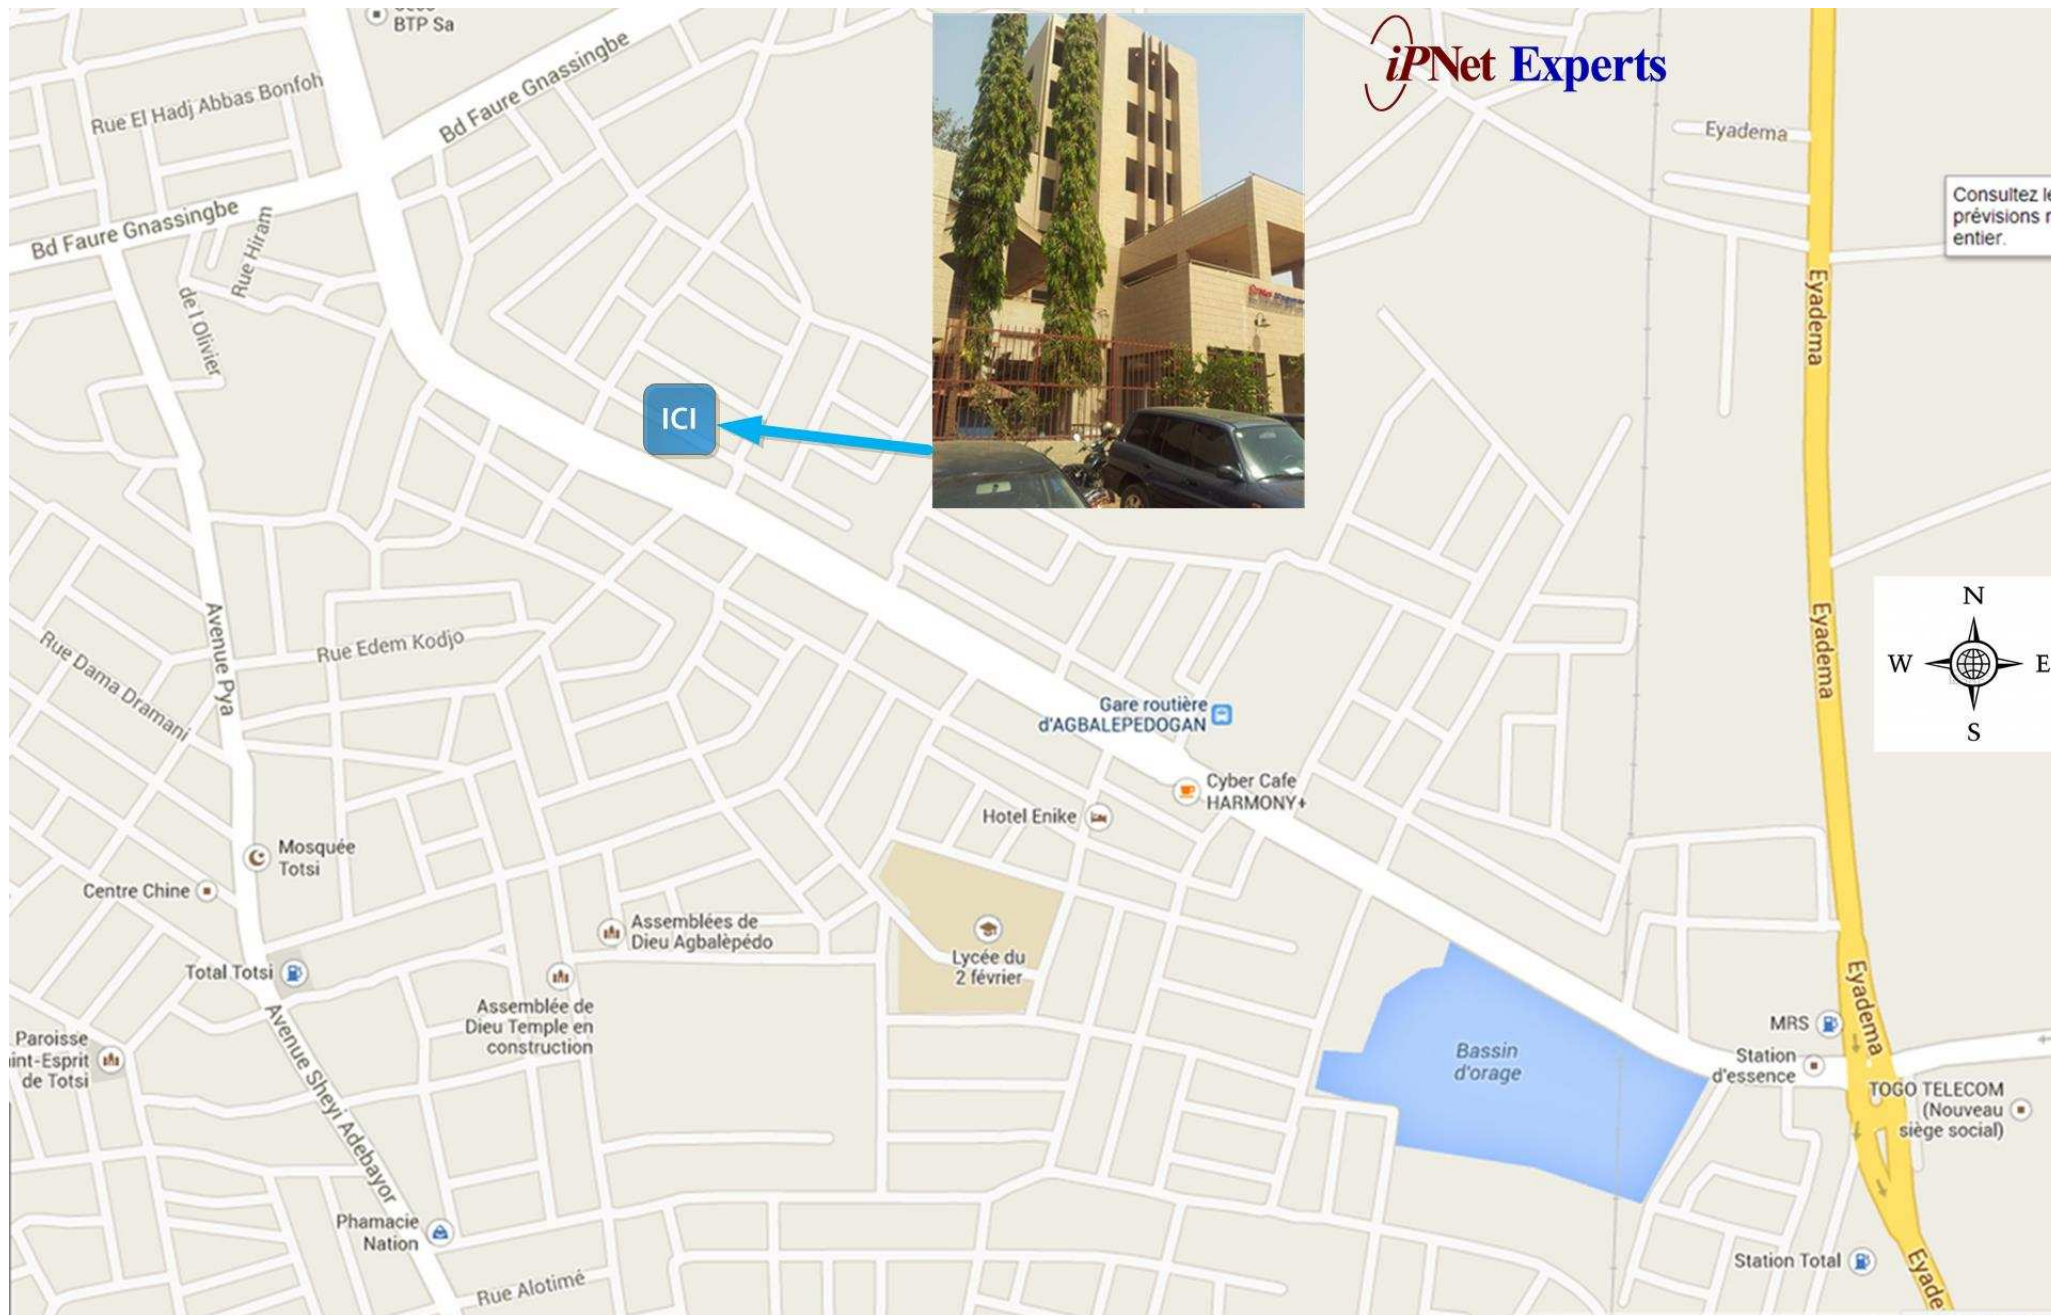 BTP Sa
iPNet Experts
Rue El Hadj Abbas Bonfoh
Bd Faure Gnassingbe
Eyadema
Consultez le
prévisions
entier.
Bd Faure Gnassingbe
Rue Hiram
de l Olivier
Eyadema
ICI
N
W
E
S
Avenue Pya
Rue Edem Kodjo
Rue Dama Dramani
Eyadema
Gare routière
d'AGBALEPEDOGAN
Cyber Cafe
HARMONY+
Hotel Enike
Mosquée
Totsi
Centre Chine
Assemblées de
Dieu Agbalèpédo
Lycée du
2 février
Total Totsi
Assemblée de
Dieu Temple en
construction
Eyadema
MRS
Paroisse
int-Esprit
de Totsi
Bassin
d'orage
Station
d'essence
Avenue Sheyi Adebayor
TOGO TELECOM
(Nouveau
siège social)
Phamacie
Nation
Station Total
Rue Alotimé
Eyade